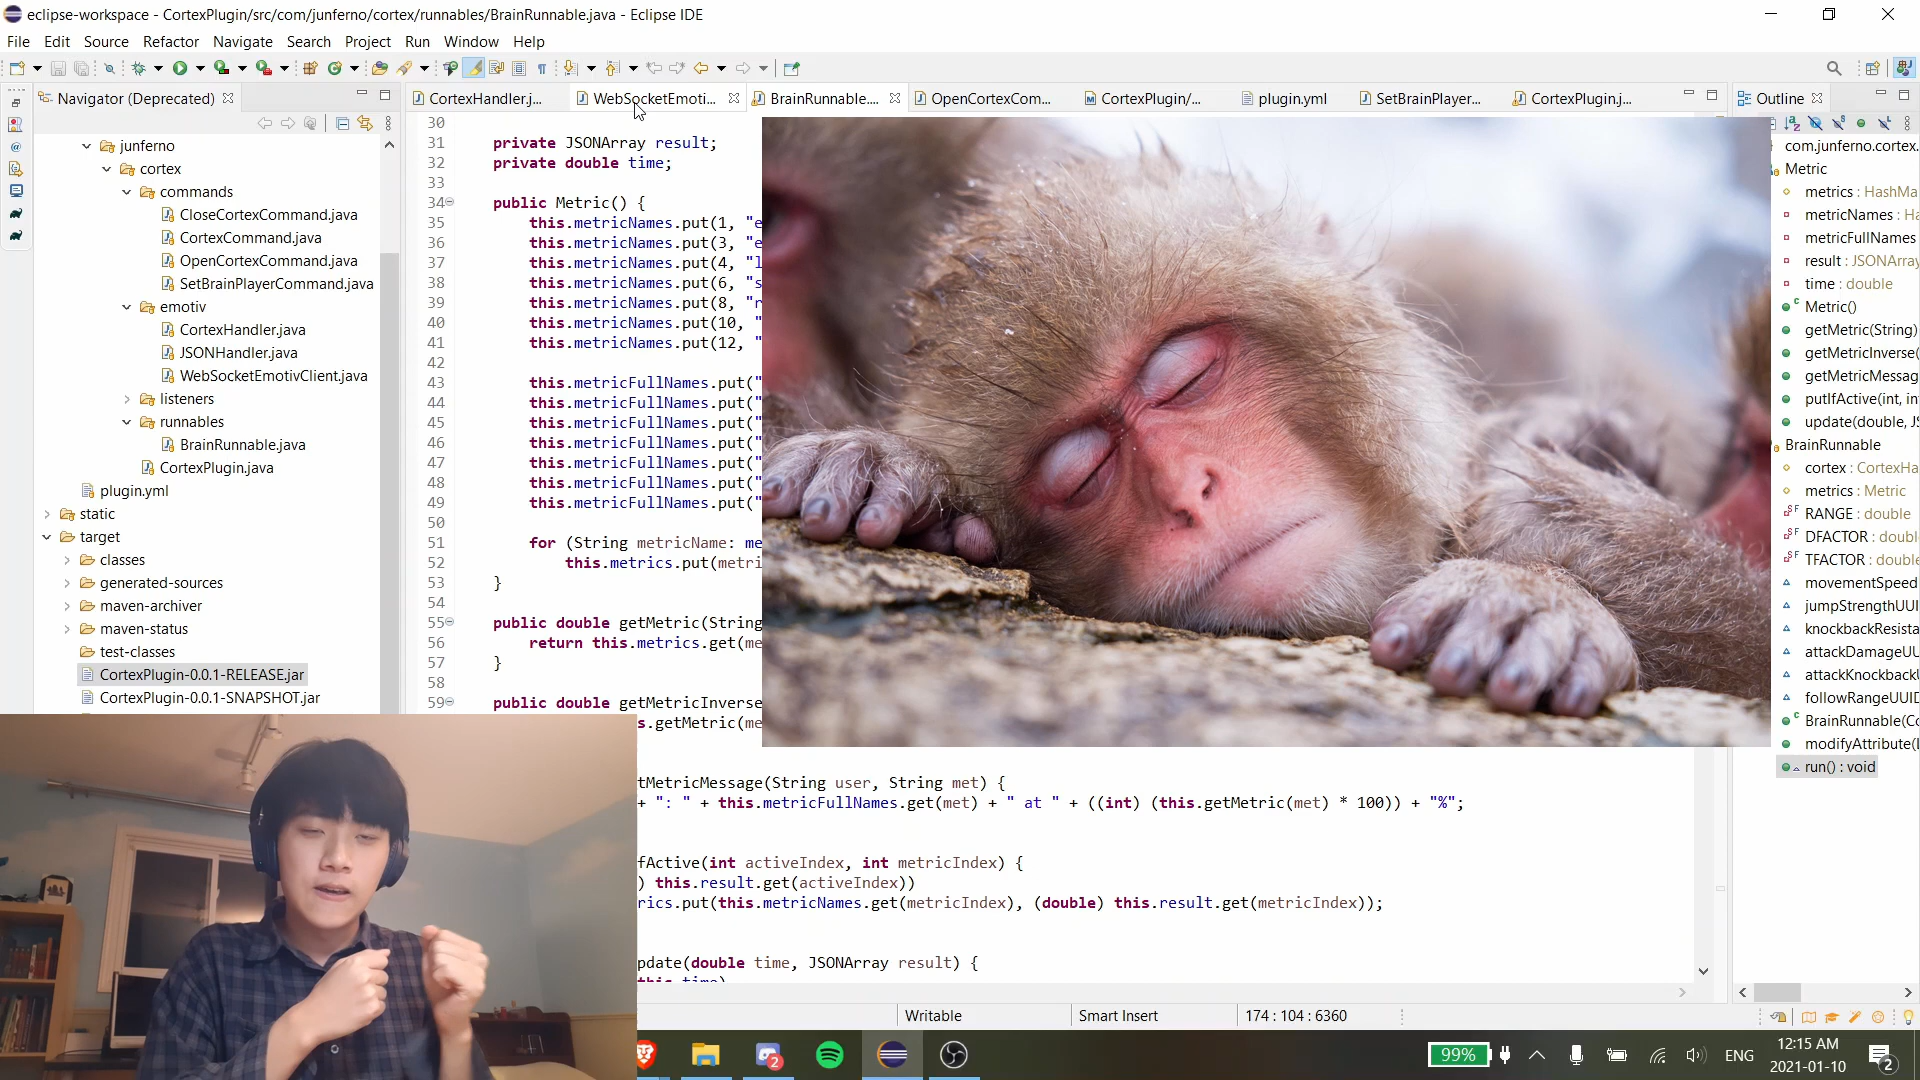 eclipse-workspace - CortexPlugin/src/com/junferno/cortex/runnables/BrainRunnable.java - Eclipse IDE
File Edit Source Refactor Navigate Search Project Run Window Help
Navigator (Deprecated)
CortexHandler.j... WebSocketEmoti... BrainRunnable.... OpenCortexCom... CortexPlugin/... plugin.yml SetBrainPlayer... CortexPlugin.j...
Outline
junferno
cortex
commands
CloseCortexCommand.java
CortexCommand.java
OpenCortexCommand.java
SetBrainPlayerCommand.java
emotiv
CortexHandler.java
JSONHandler.java
WebSocketEmotivClient.java
listeners
runnables
BrainRunnable.java
CortexPlugin.java
plugin.yml
static
target
classes
generated-sources
maven-archiver
maven-status
test-classes
CortexPlugin-0.0.1-RELEASE.jar
CortexPlugin-0.0.1-SNAPSHOT.jar
30
31 private JSONArray result;
32 private double time;
33
34 public Metric() {
35 this.metricNames.put(1, "e
36 this.metricNames.put(3, "e
37 this.metricNames.put(4, "l
38 this.metricNames.put(6, "s
39 this.metricNames.put(8, "r
40 this.metricNames.put(10, "
41 this.metricNames.put(12, "
42
43 this.metricFullNames.put("
44 this.metricFullNames.put("
45 this.metricFullNames.put("
46 this.metricFullNames.put("
47 this.metricFullNames.put("
48 this.metricFullNames.put("
49 this.metricFullNames.put("
50
51 for (String metricName: me
52 this.metrics.put(metri
53 }
54
55 public double getMetric(String
56 return this.metrics.get(me
57 }
58
59 public double getMetricInverse
s.getMetric(me
tMetricMessage(String user, String met) {
+ ": " + this.metricFullNames.get(met) + " at " + ((int) (this.getMetric(met) * 100)) + "%";
fActive(int activeIndex, int metricIndex) {
) this.result.get(activeIndex))
rics.put(this.metricNames.get(metricIndex), (double) this.result.get(metricIndex));
pdate(double time, JSONArray result) {
com.junferno.cortex.
Metric
metrics : HashMa
metricNames : Ha
metricFullNames
result : JSONArray
time : double
Metric()
getMetric(String)
getMetricInverse(
getMetricMessag
putIfActive(int, in
update(double, JS
BrainRunnable
cortex : CortexHa
metrics : Metric
RANGE : double
DFACTOR : doubl
TFACTOR : double
movementSpeed
jumpStrengthUUI
knockbackResista
attackDamageUU
attackKnockbackU
followRangeUUID
BrainRunnable(Co
modifyAttribute(L
run() : void
Writable Smart Insert 174 : 104 : 6360
2
99% ENG 12:15 AM
2021-01-10
2